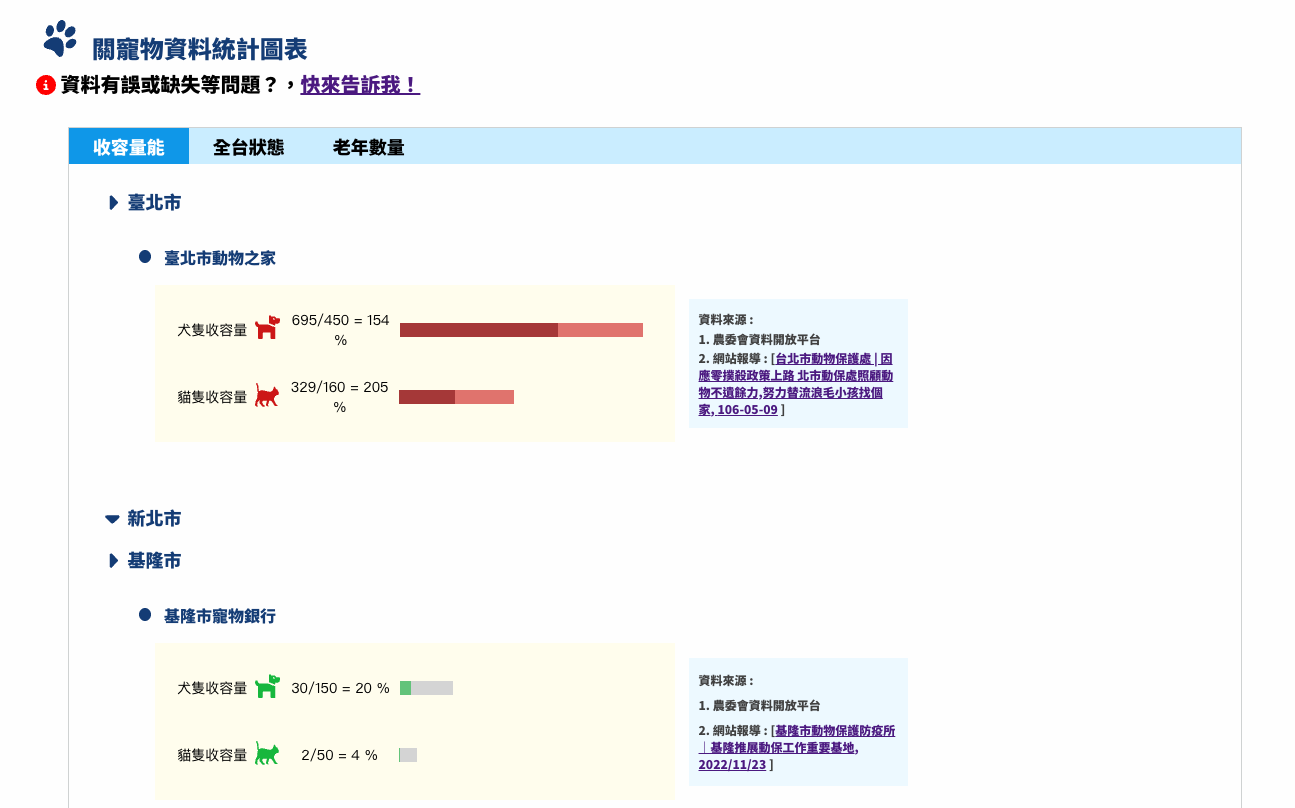 關寵物資料統計圖表
資料有誤或缺失等問題？，快來告訴我！
收容量能 全台狀態 老年數量
臺北市
臺北市動物之家
犬隻收容量 695/450 = 154
%
貓隻收容量 329/160 = 205
%
資料來源 :
1. 農委會資料開放平台
2. 網站報導 : [台北市動物保護處 | 因
應零撲殺政策上路 北市動保處照顧動
物不遺餘力,努力替流浪毛小孩找個
家, 106-05-09 ]
新北市
基隆市
基隆市寵物銀行
犬隻收容量 30/150 = 20 %
貓隻收容量 2/50 = 4 %
資料來源 :
1. 農委會資料開放平台
2. 網站報導 : [基隆市動物保護防疫所
｜基隆推展動保工作重要基地,
2022/11/23 ]